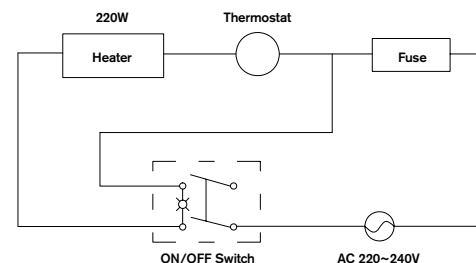 220W
Thermostat
Heater
Fuse
ON/OFF Switch
AC 220~240V